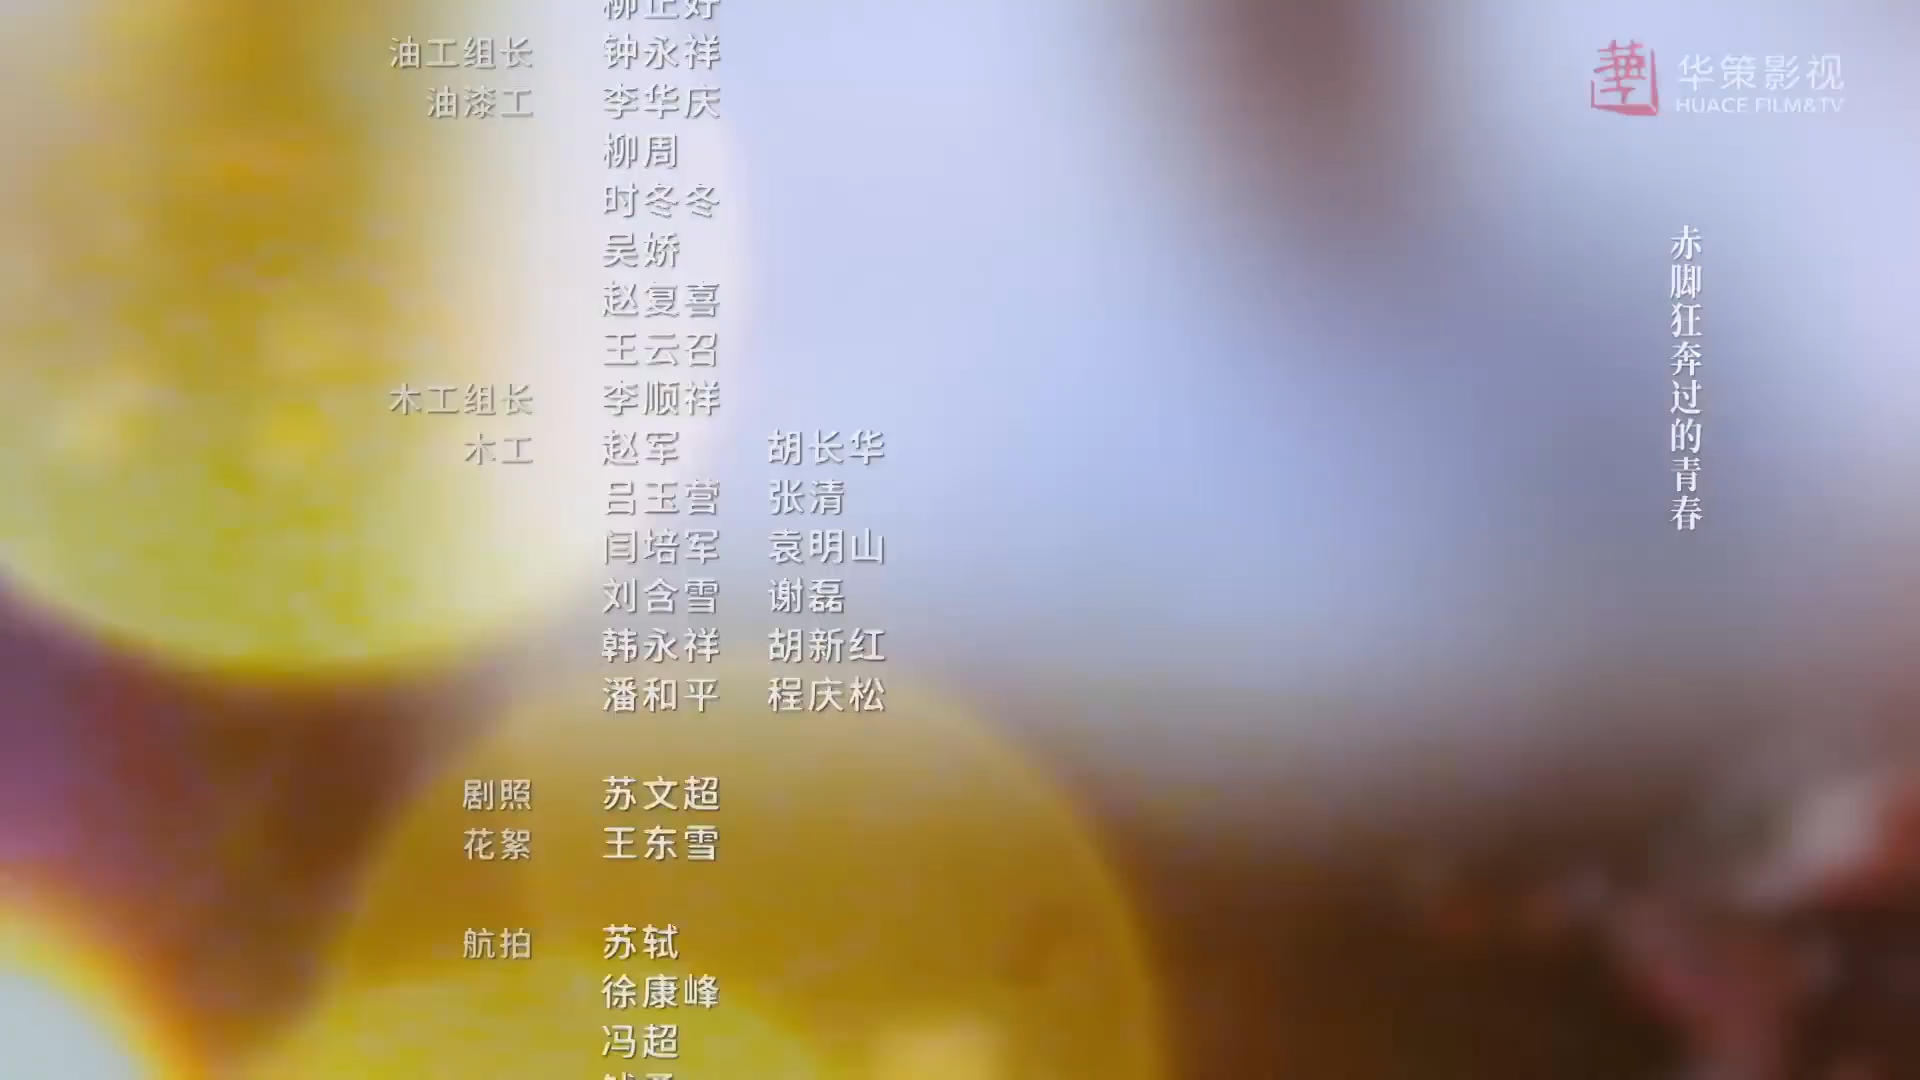 油工组长 钟永祥
油漆工 李华庆
柳周
时冬冬
吴娇
赵复喜
王云召
木工组长 李顺祥
木工 赵军 胡长华
吕玉营 张清
闫培军 袁明山
刘含雪 谢磊
韩永祥 胡新红
潘和平 程庆松
剧照 苏文超
花絮 王东雪
航拍 苏轼
徐康峰
冯超
華 华策影视
HUACE FILM&TV
赤脚狂奔过的青春